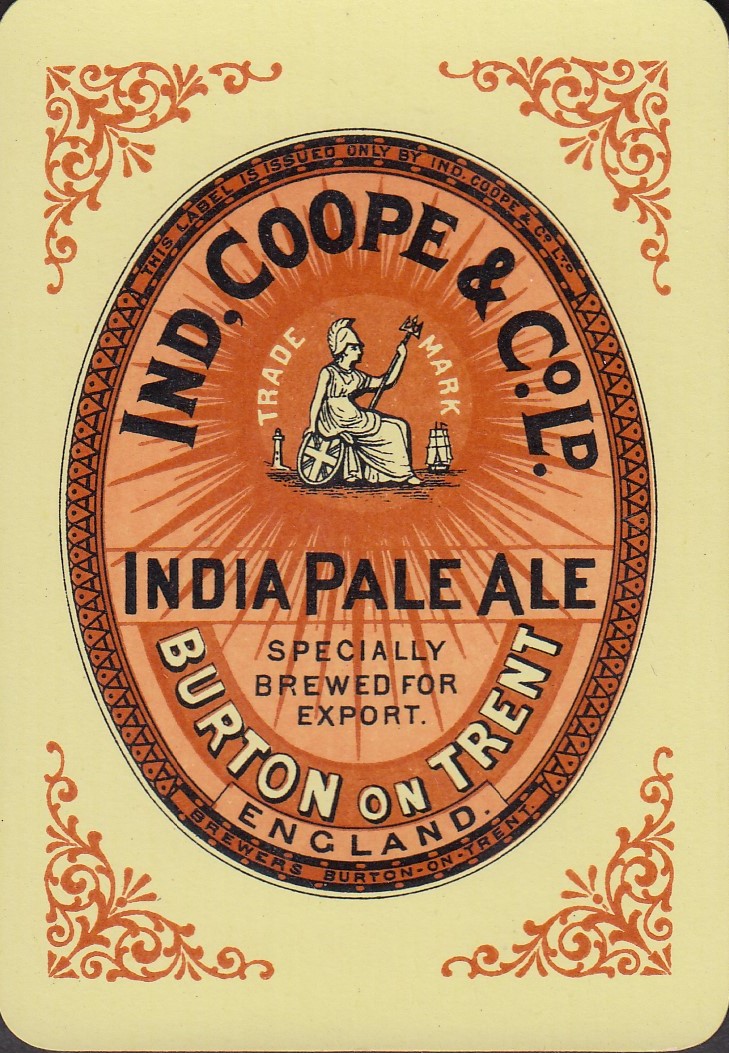 THIS LABEL IS ISSUED ONLY BY IND. COOPE & Co LTD
IND, COOPE & Co. LD.
TRADE MARK
INDIA PALE ALE
SPECIALLY
BREWED FOR
EXPORT.
BURTON ON TRENT
ENGLAND.
BREWERS BURTON-ON-TRENT.